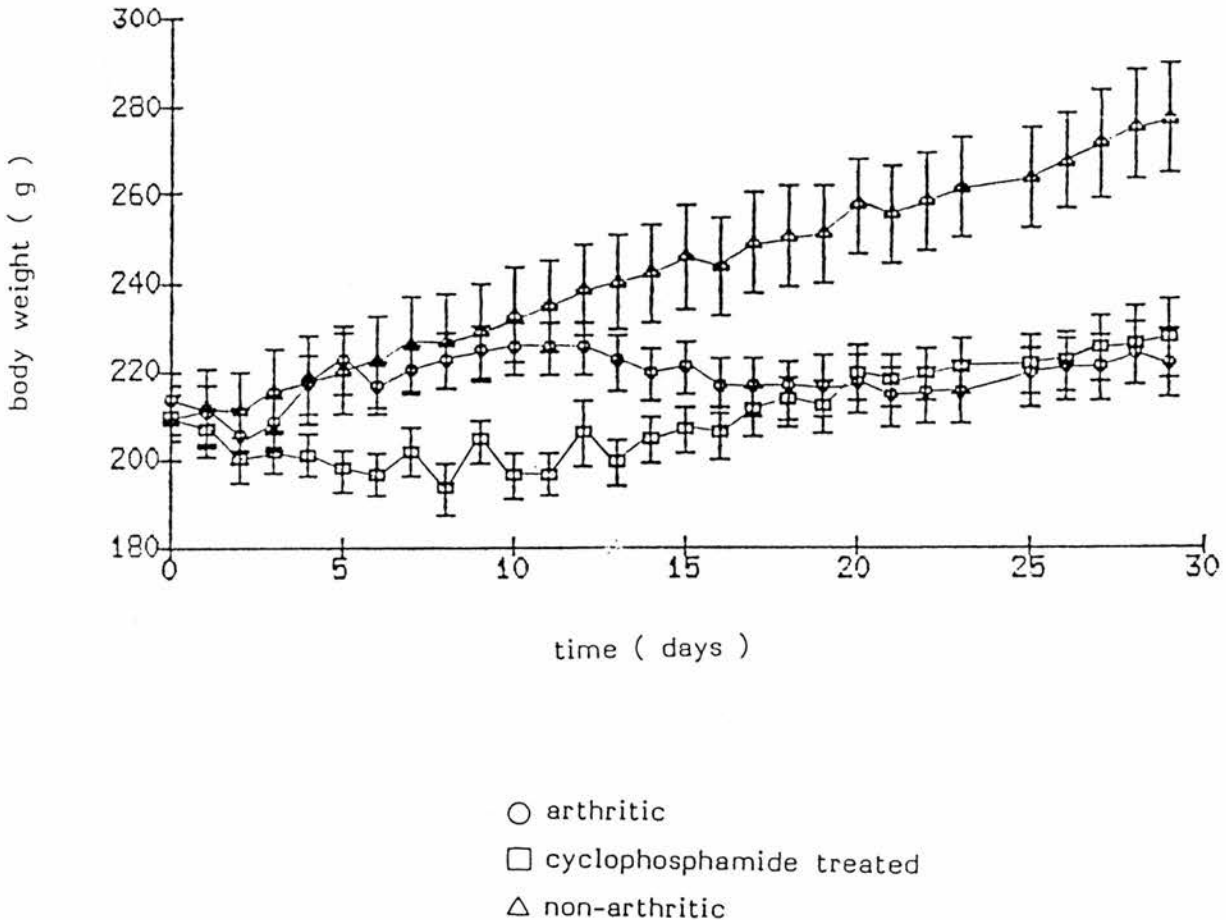 300
280
260
240
220
200
180
body weight ( g )
0 5 10 15 20 25 30
time ( days )
arthritic
cyclophosphamide treated
non-arthritic